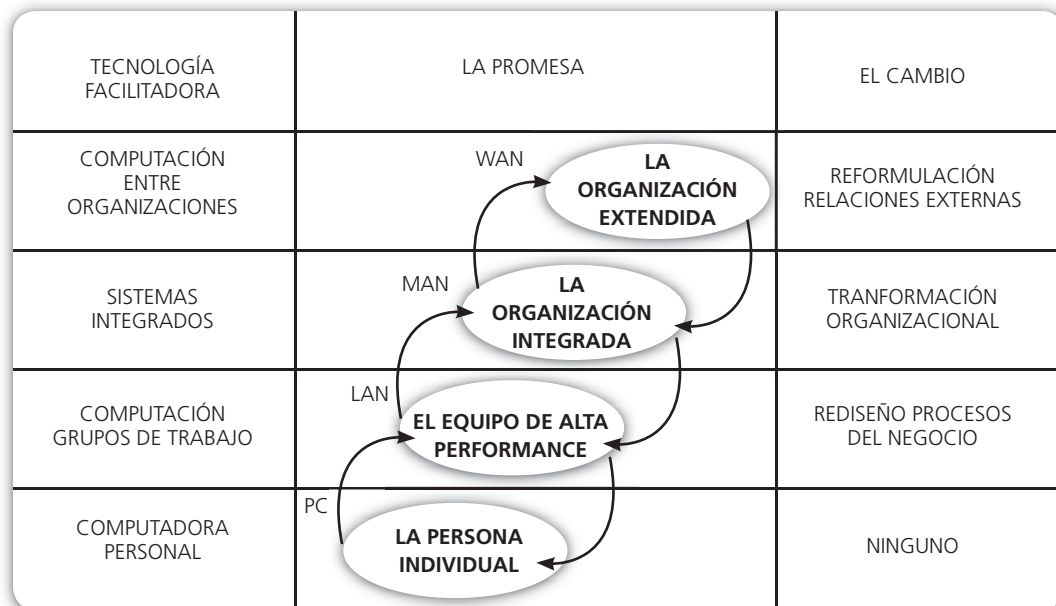 TECNOLOGÍA
FACILITADORA
LA PROMESA
EL CAMBIO
COMPUTACIÓN
ENTRE
ORGANIZACIONES
WAN
LA
ORGANIZACIÓN
EXTENDIDA
REFORMULACIÓN
RELACIONES EXTERNAS
SISTEMAS
INTEGRADOS
MAN
LA
ORGANIZACIÓN
INTEGRADA
TRANFORMACIÓN
ORGANIZACIONAL
COMPUTACIÓN
GRUPOS DE TRABAJO
LAN
EL EQUIPO DE ALTA
PERFORMANCE
REDISEÑO PROCESOS
DEL NEGOCIO
COMPUTADORA
PERSONAL
PC
LA PERSONA
INDIVIDUAL
NINGUNO